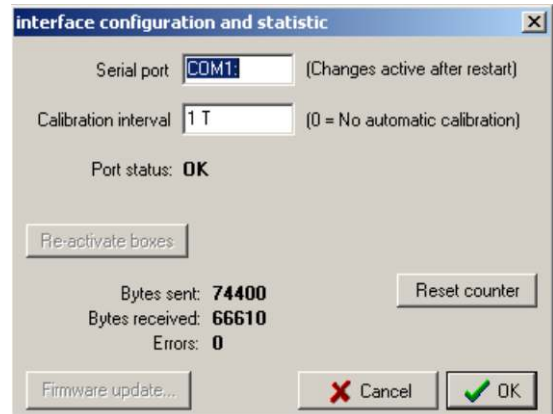 interface configuration and statistic
Serial port COM1: (Changes active after restart)
Calibration interval 1 T (0 = No automatic calibration)
Port status: OK
Re-activate boxes
Bytes sent: 74400 Reset counter
Bytes received: 66610
Errors: 0
Firmware update... Cancel OK